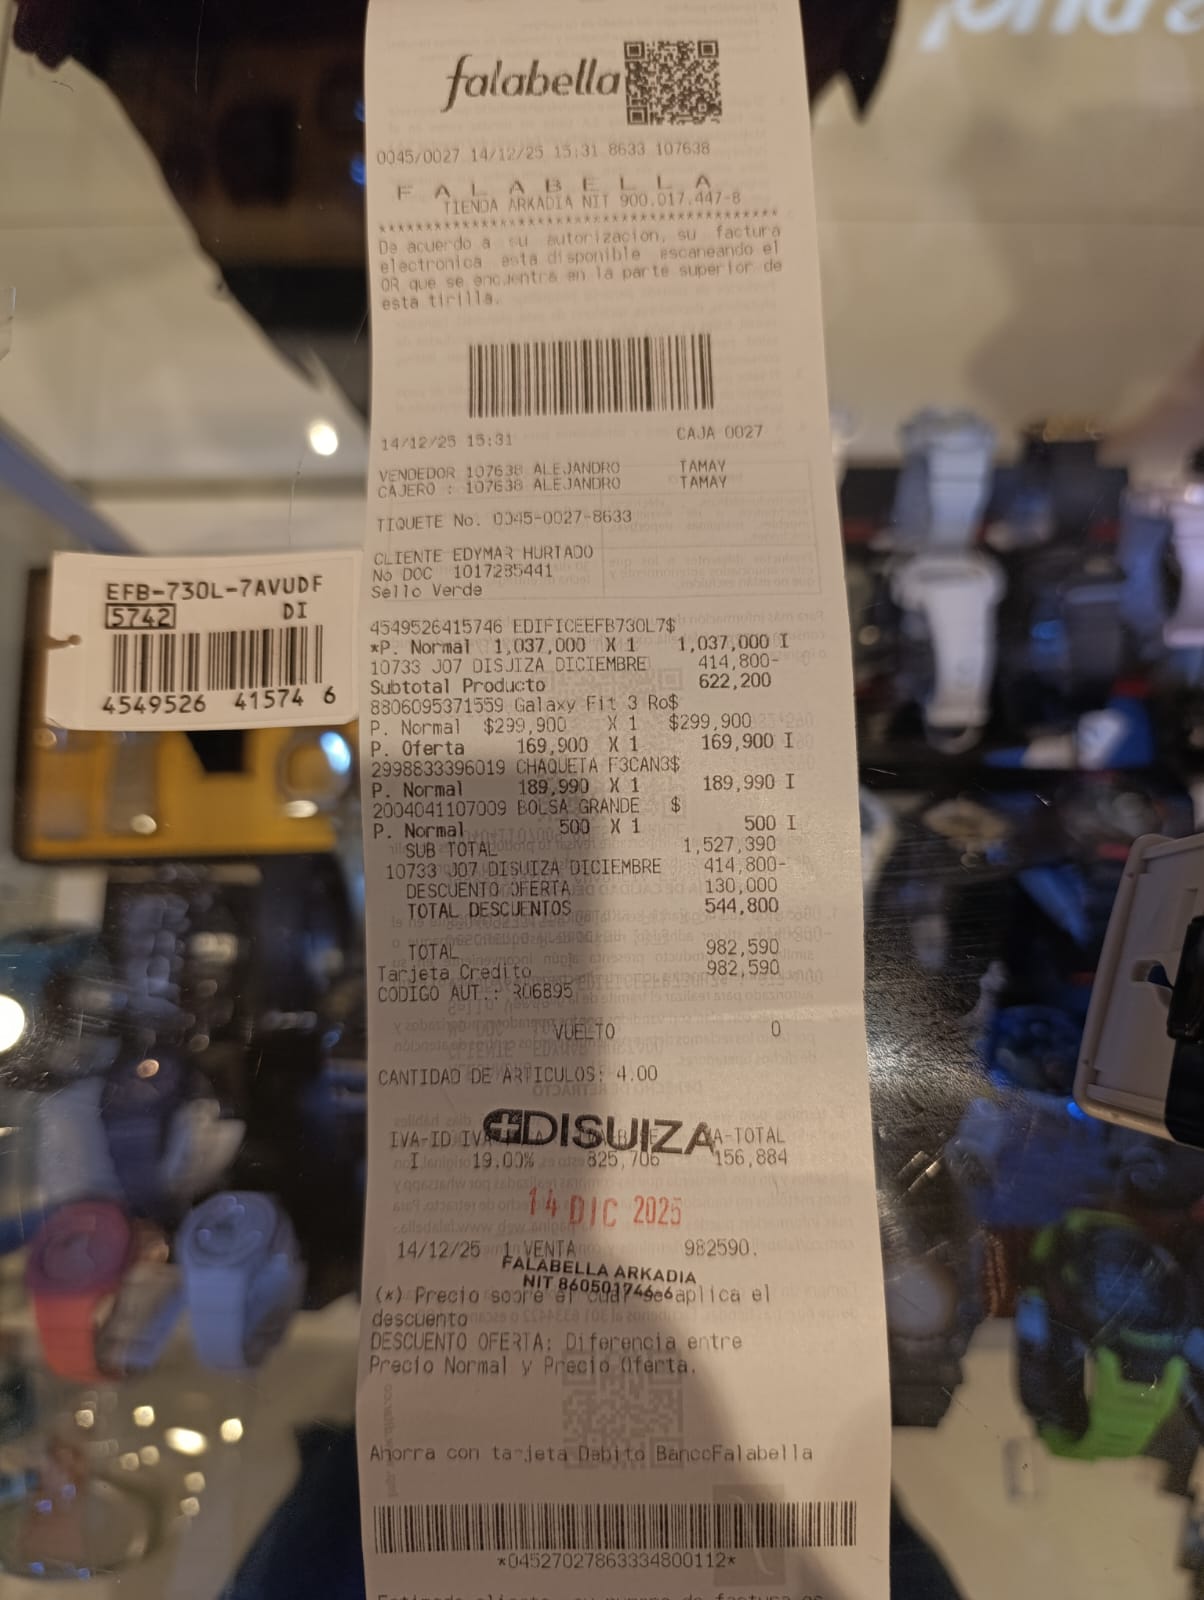 falabella
0045/0027 14/12/25 15:31 8633 107638
F A L A B E L L A
TIENDA ARKADIA NIT 900.017.447-8
****************************************
De acuerdo a su autorizacion, su factura
electronica esta disponible escaneando el
QR que se encuentra en la parte superior de
esta tirilla.
14/12/25 15:31 CAJA 0027
VENDEDOR 107638 ALEJANDRO TAMAY
CAJERO : 107638 ALEJANDRO TAMAY
TIQUETE No. 0045-0027-8633
CLIENTE EDYMAR HURTADO
No DOC 1017285441
Sello Verde
EFB-730L-7AVUDF
5742 DI
4549526 41574 6
4549526415746 EDIFICEEFB730L7$
*P. Normal 1,037,000 X 1 1,037,000 I
10733 J07 DISUIZA DICIEMBRE 414,800-
Subtotal Producto 622,200
8806095371559 Galaxy Fit 3 Ro$
P. Normal $299,900 X 1 $299,900
P. Oferta 169,900 X 1 169,900 I
2998833396019 CHAQUETA F3CAN3$
P. Normal 189,990 X 1 189,990 I
2004041107009 BOLSA GRANDE $
P. Normal 500 X 1 500 I
SUB TOTAL 1,527,390
10733 J07 DISUIZA DICIEMBRE 414,800-
DESCUENTO OFERTA 130,000
TOTAL DESCUENTOS 544,800
TOTAL 982,590
Tarjeta Credito 982,590
CODIGO AUT.: R06895
VUELTO 0
CANTIDAD DE ARTICULOS: 4.00
DISUIZA
IVA-ID IVA A-TOTAL
I 19.00% 825,706 156,884
14 DIC 2025
14/12/25 1 VENTA 982590.
FALABELLA ARKADIA
NIT 860501746-6
(*) Precio sobre el cual se aplica el
descuento
DESCUENTO OFERTA: Diferencia entre
Precio Normal y Precio Oferta.
Ahorra con tarjeta Debito BancoFalabella
*04527027863334800112*